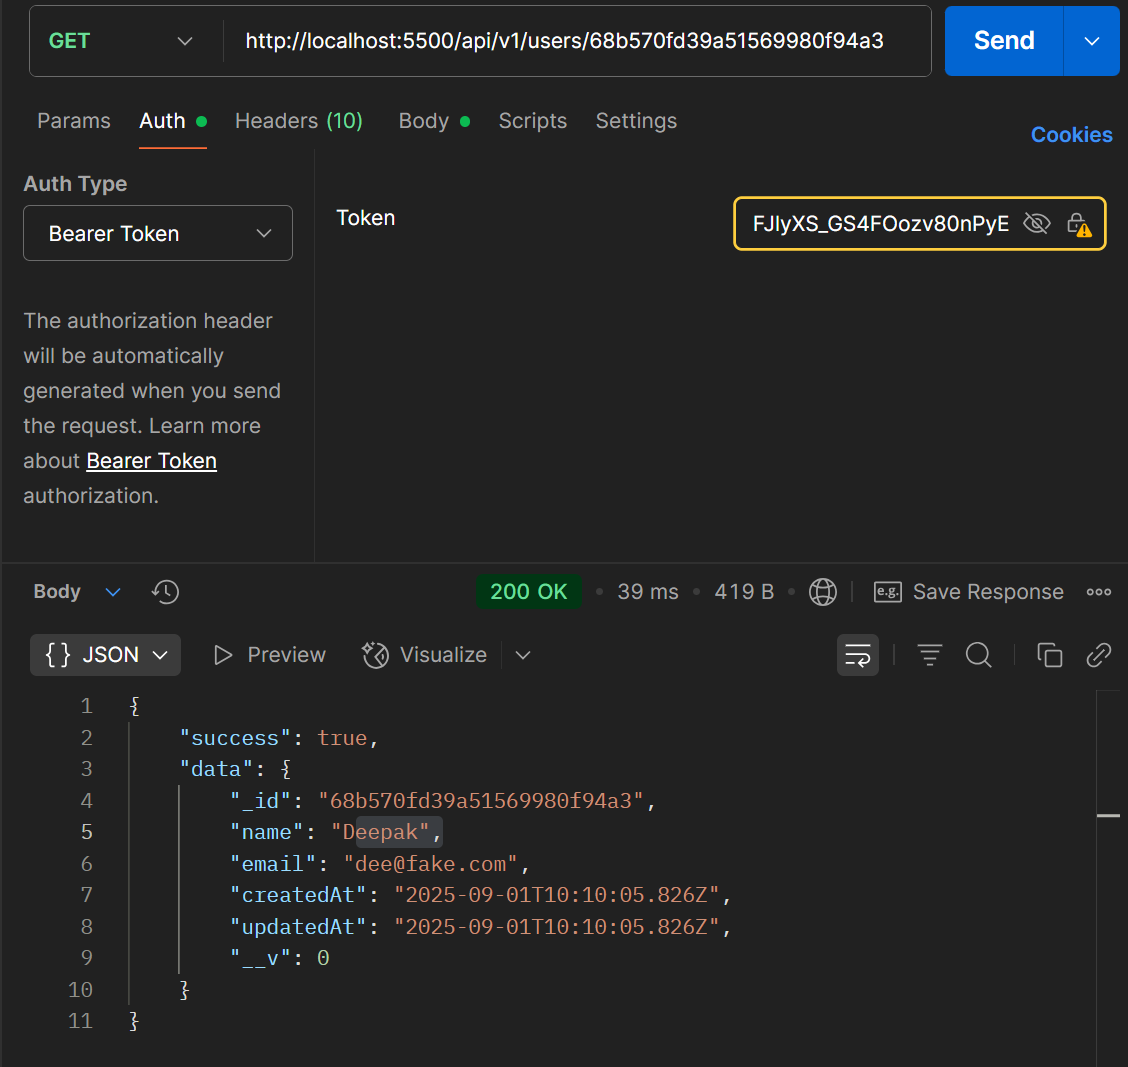 GET http://localhost:5500/api/v1/users/68b570fd39a51569980f94a3 Send
Params Auth Headers (10) Body Scripts Settings
Cookies
Auth Type
Bearer Token
Token FJlyXS_GS4FOozv80nPyE
The authorization header
will be automatically
generated when you send
the request. Learn more
about Bearer Token
authorization.
Body 200 OK • 39 ms • 419 B • e.g. Save Response
{} JSON Preview Visualize
1 {
2 "success": true,
3 "data": {
4 "_id": "68b570fd39a51569980f94a3",
5 "name": "Deepak",
6 "email": "dee@fake.com",
7 "createdAt": "2025-09-01T10:10:05.826Z",
8 "updatedAt": "2025-09-01T10:10:05.826Z",
9 "__v": 0
10 }
11 }